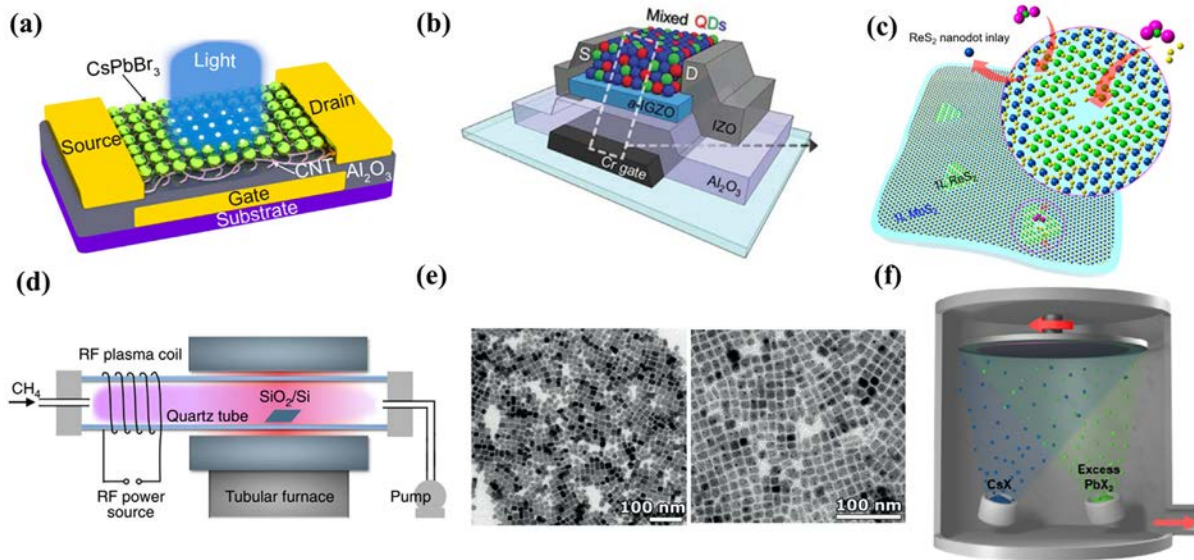 (a)
CsPbBr₃
Light
Source
Drain
CNT
Al₂O₃
Gate
Substrate
(b)
Mixed QDs
S
D
a-IGZO
IZO
Cr gate
Al₂O₃
(c)
ReS₂ nanodot inlay
1L ReS₂
1L MoS₂
(d)
RF plasma coil
CH₄
SiO₂/Si
Quartz tube
RF power
source
Tubular furnace
Pump
(e)
100 nm
100 nm
(f)
CsX
Excess
PbX₂